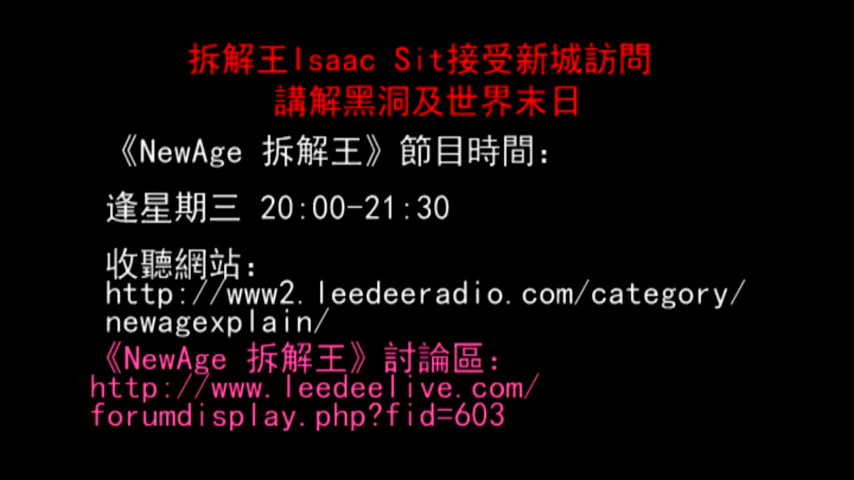 拆解王Isaac Sit接受新城訪問
講解黑洞及世界末日
《NewAge 拆解王》節目時間：
逢星期三 20:00-21:30
收聽網站：
http://www2.leedeeradio.com/category/
newagexplain/
《NewAge 拆解王》討論區：
http://www.leedeelive.com/
forumdisplay.php?fid=603